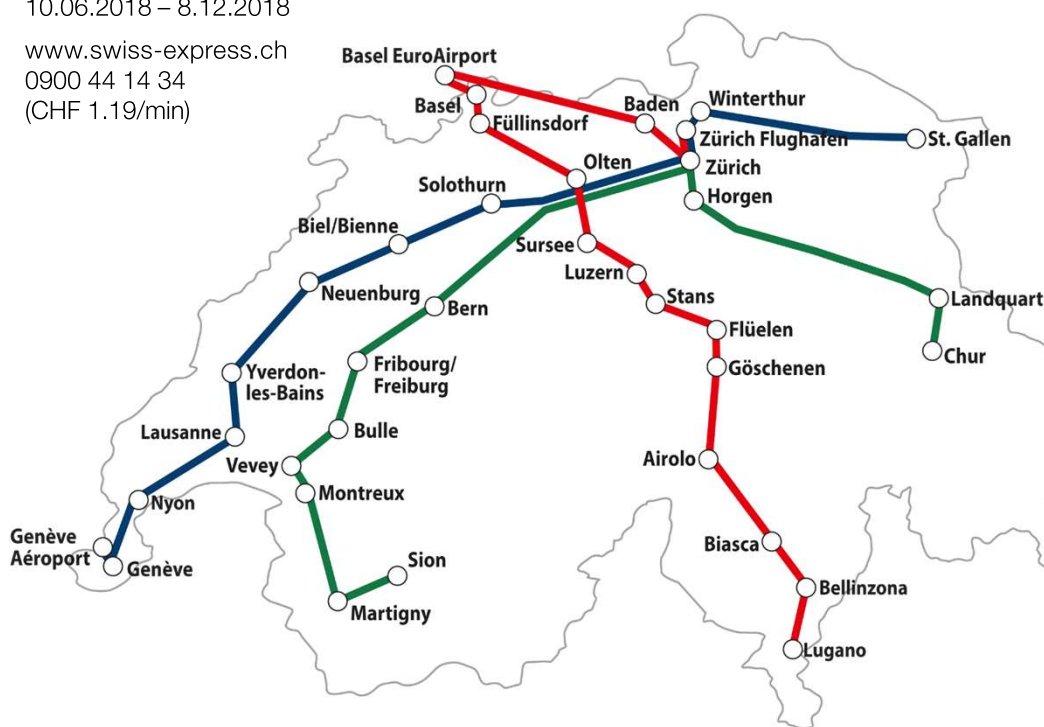 10.06.2018 – 8.12.2018
www.swiss-express.ch
0900 44 14 34
(CHF 1.19/min)
Basel EuroAirport
Basel
Füllinsdorf
Baden
Winterthur
Zürich Flughafen
St. Gallen
Zürich
Olten
Horgen
Solothurn
Biel/Bienne
Sursee
Luzern
Neuenburg
Bern
Stans
Landquart
Flüelen
Chur
Göschenen
Yverdon-
les-Bains
Fribourg/
Freiburg
Lausanne
Bulle
Vevey
Airolo
Montreux
Nyon
Genève
Aéroport
Genève
Biasca
Sion
Bellinzona
Martigny
Lugano